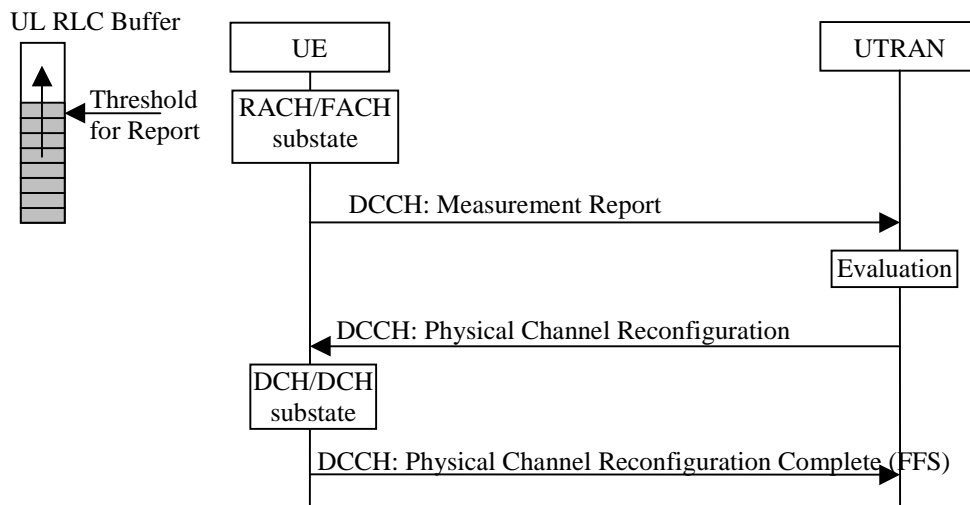 UL RLC Buffer
UE
UTRAN
Threshold
for Report
RACH/FACH
substate
DCCH: Measurement Report
Evaluation
DCCH: Physical Channel Reconfiguration
DCH/DCH
substate
DCCH: Physical Channel Reconfiguration Complete (FFS)